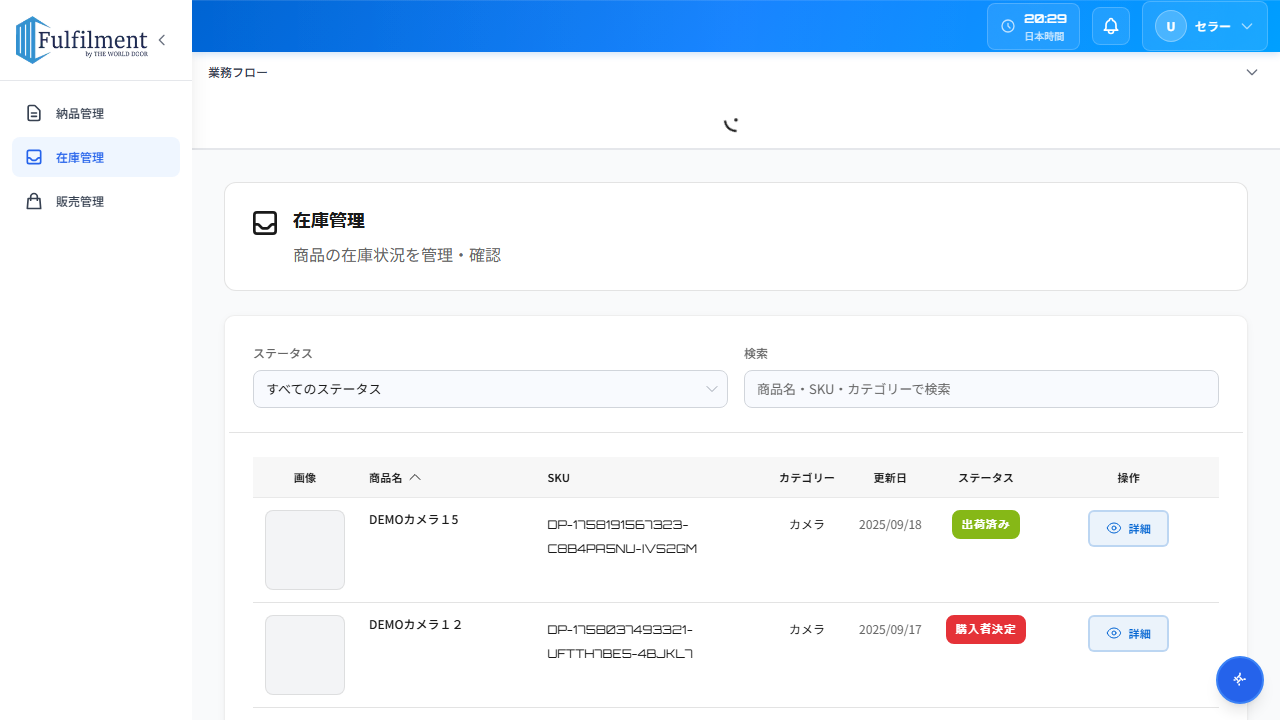 Fulfilment
by THE WORLD DOOR
納品管理
在庫管理
販売管理
20:29
日本時間
U
セラー
業務フロー
在庫管理
商品の在庫状況を管理・確認
ステータス
検索
すべてのステータス
商品名・SKU・カテゴリーで検索
画像 商品名 SKU カテゴリー 更新日 ステータス 操作
DEMOカメラ１5 DP-1758191567323- カメラ 2025/09/18 出荷済み 詳細
C8B4PA5NU-IVS2GM
DEMOカメラ１２ DP-1758037493321- カメラ 2025/09/17 購入者決定 詳細
UFTTH7BES-4BJKL7